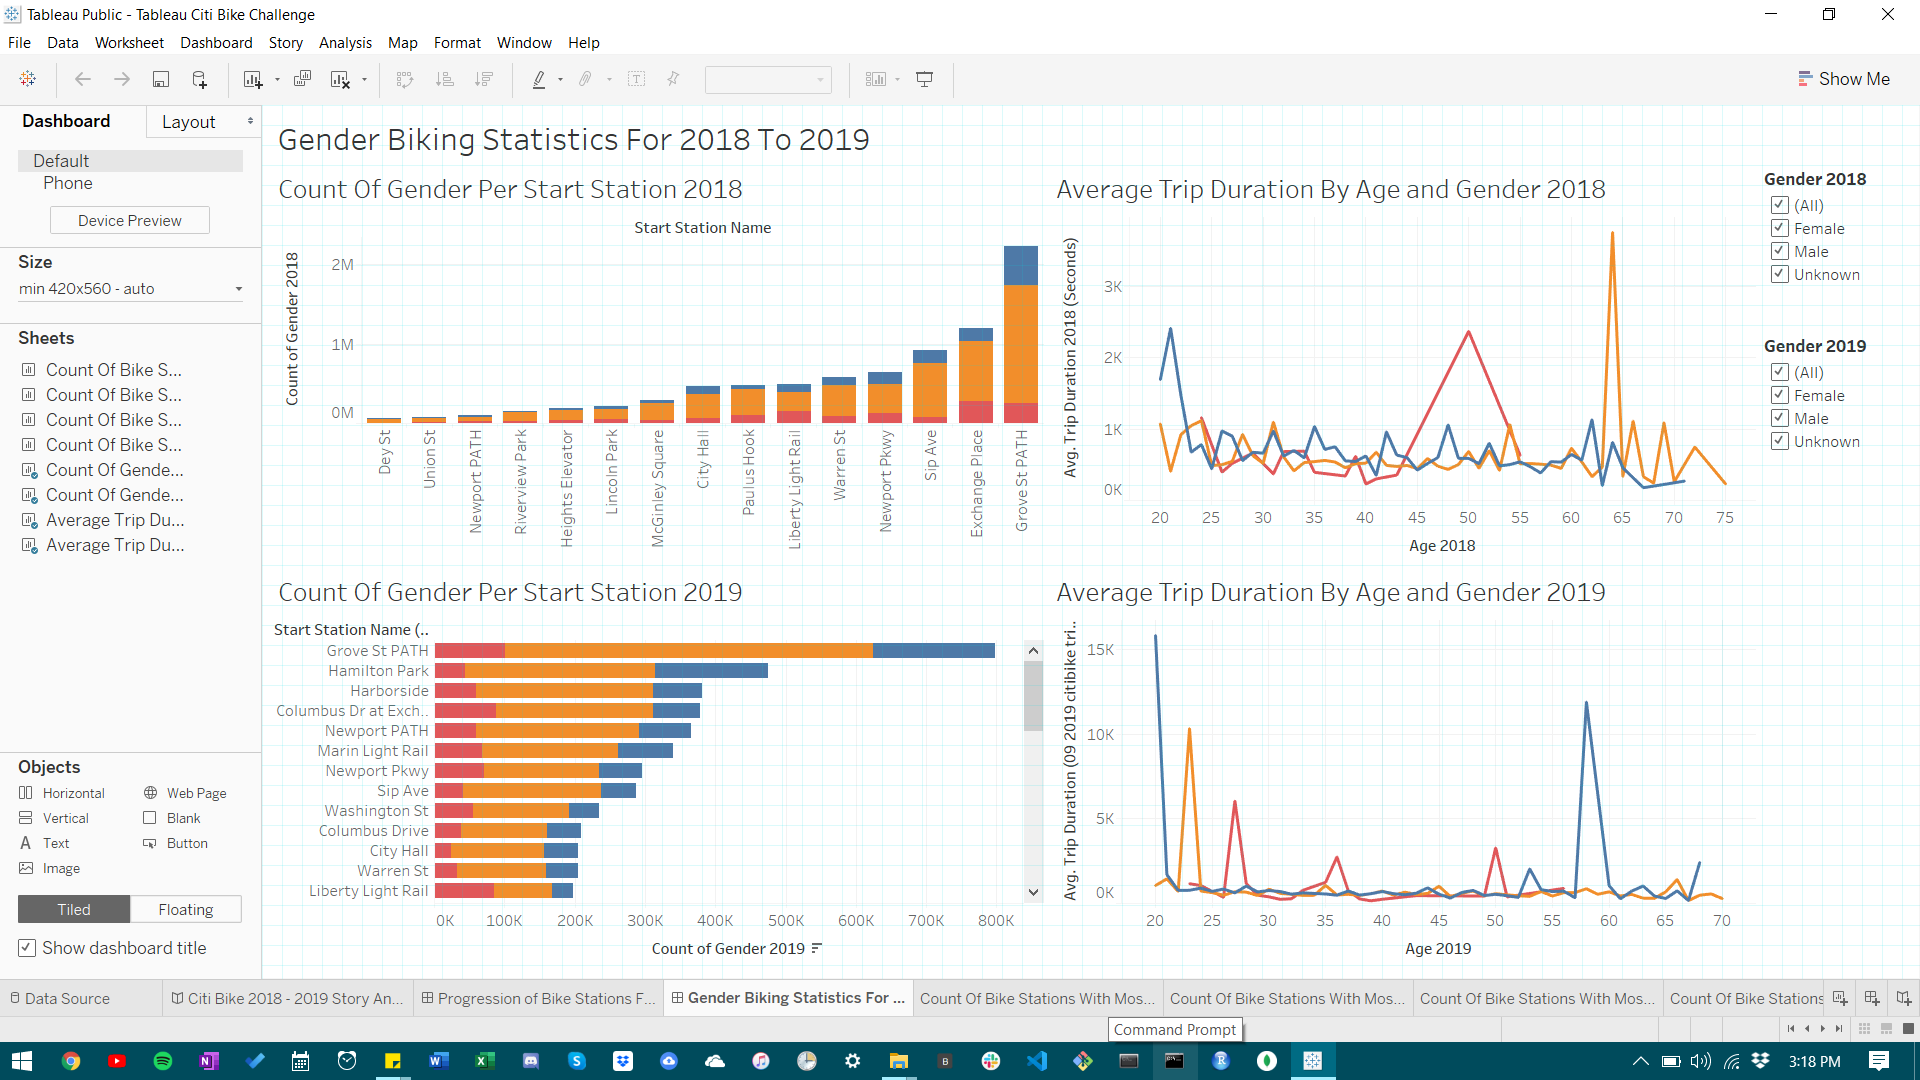 Tableau Public - Tableau Citi Bike Challenge
File Data Worksheet Dashboard Story Analysis Map Format Window Help
Show Me
Dashboard Layout
Default
Phone
Device Preview
Size
min 420x560 - auto
Sheets
Count Of Bike S...
Count Of Bike S...
Count Of Bike S...
Count Of Bike S...
Count Of Gende...
Count Of Gende...
Average Trip Du...
Average Trip Du...
Objects
Horizontal Web Page
Vertical Blank
Text Button
Image
Tiled Floating
Show dashboard title
Gender Biking Statistics For 2018 To 2019
Count Of Gender Per Start Station 2018
Start Station Name
Count of Gender 2018
2M
1M
0M
Dey St
Union St
Newport PATH
Riverview Park
Heights Elevator
Lincoln Park
McGinley Square
City Hall
Paulus Hook
Liberty Light Rail
Warren St
Newport Pkwy
Sip Ave
Exchange Place
Grove St PATH
Average Trip Duration By Age and Gender 2018
Avg. Trip Duration 2018 (Seconds)
3K
2K
1K
0K
20 25 30 35 40 45 50 55 60 65 70 75
Age 2018
Gender 2018
(All)
Female
Male
Unknown
Gender 2019
(All)
Female
Male
Unknown
Count Of Gender Per Start Station 2019
Start Station Name (..
Grove St PATH
Hamilton Park
Harborside
Columbus Dr at Exch..
Newport PATH
Marin Light Rail
Newport Pkwy
Sip Ave
Washington St
Columbus Drive
City Hall
Warren St
Liberty Light Rail
0K 100K 200K 300K 400K 500K 600K 700K 800K
Count of Gender 2019
Average Trip Duration By Age and Gender 2019
Avg. Trip Duration (09 2019 citibike tri..
15K
10K
5K
0K
20 25 30 35 40 45 50 55 60 65 70
Age 2019
Data Source Citi Bike 2018 - 2019 Story An... Progression of Bike Stations F... Gender Biking Statistics For ... Count Of Bike Stations With Mos... Count Of Bike Stations With Mos... Count Of Bike Stations With Mos... Count Of Bike Stations
Command Prompt
3:18 PM